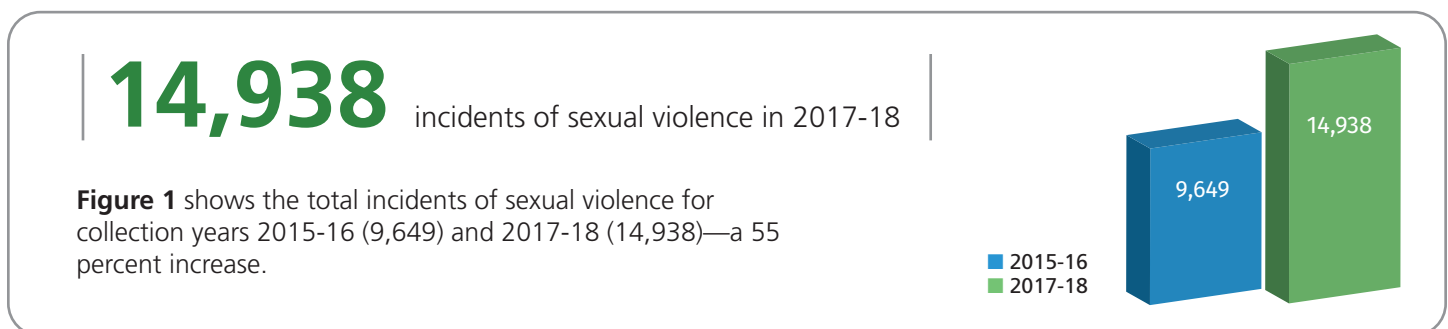 14,938 incidents of sexual violence in 2017-18
Figure 1 shows the total incidents of sexual violence for
collection years 2015-16 (9,649) and 2017-18 (14,938)—a 55
percent increase.
9,649
14,938
2015-16
2017-18